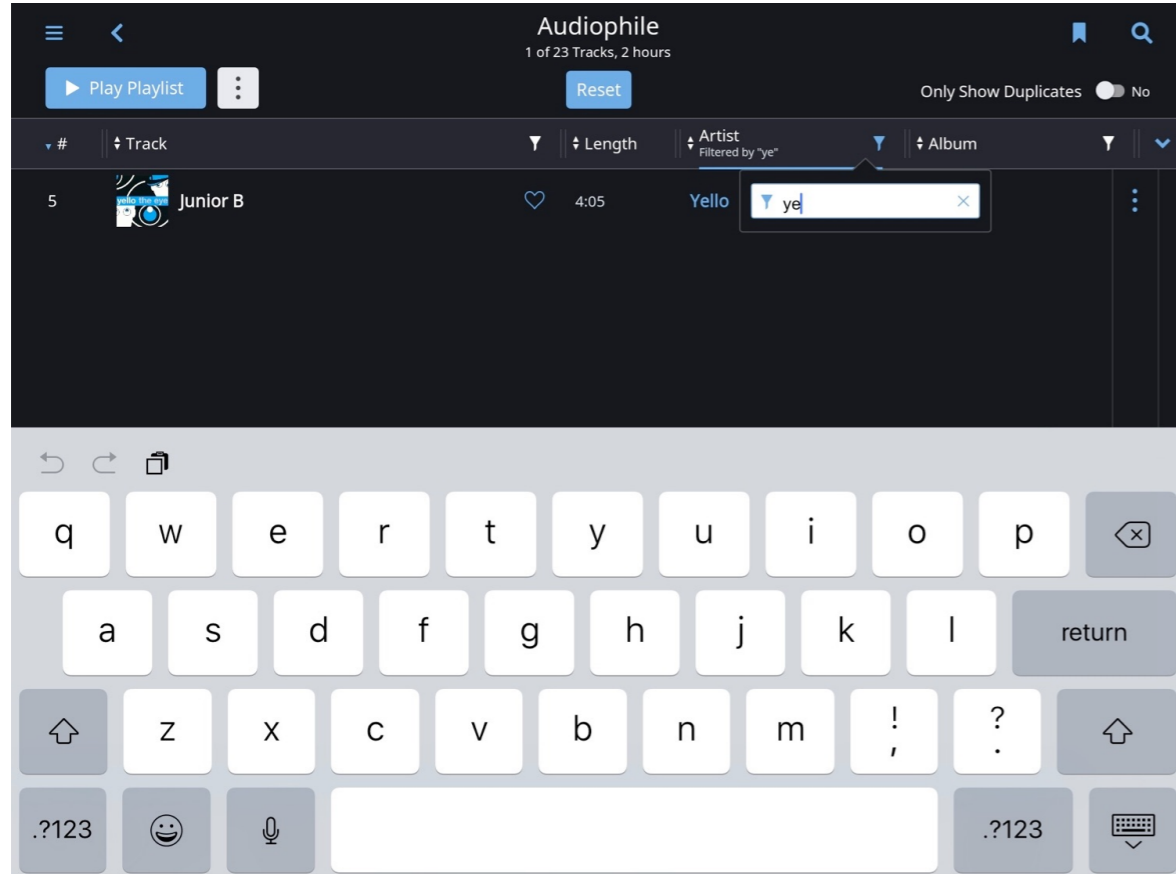 Audiophile
1 of 23 Tracks, 2 hours
Play Playlist
Reset
Only Show Duplicates No
# Track Length Artist Album
Filtered by "ye"
5 yello the eye Junior B 4:05 Yello ye
q w e r t y u i o p
a s d f g h j k l return
z x c v b n m ! , ? .
.?123 .?123